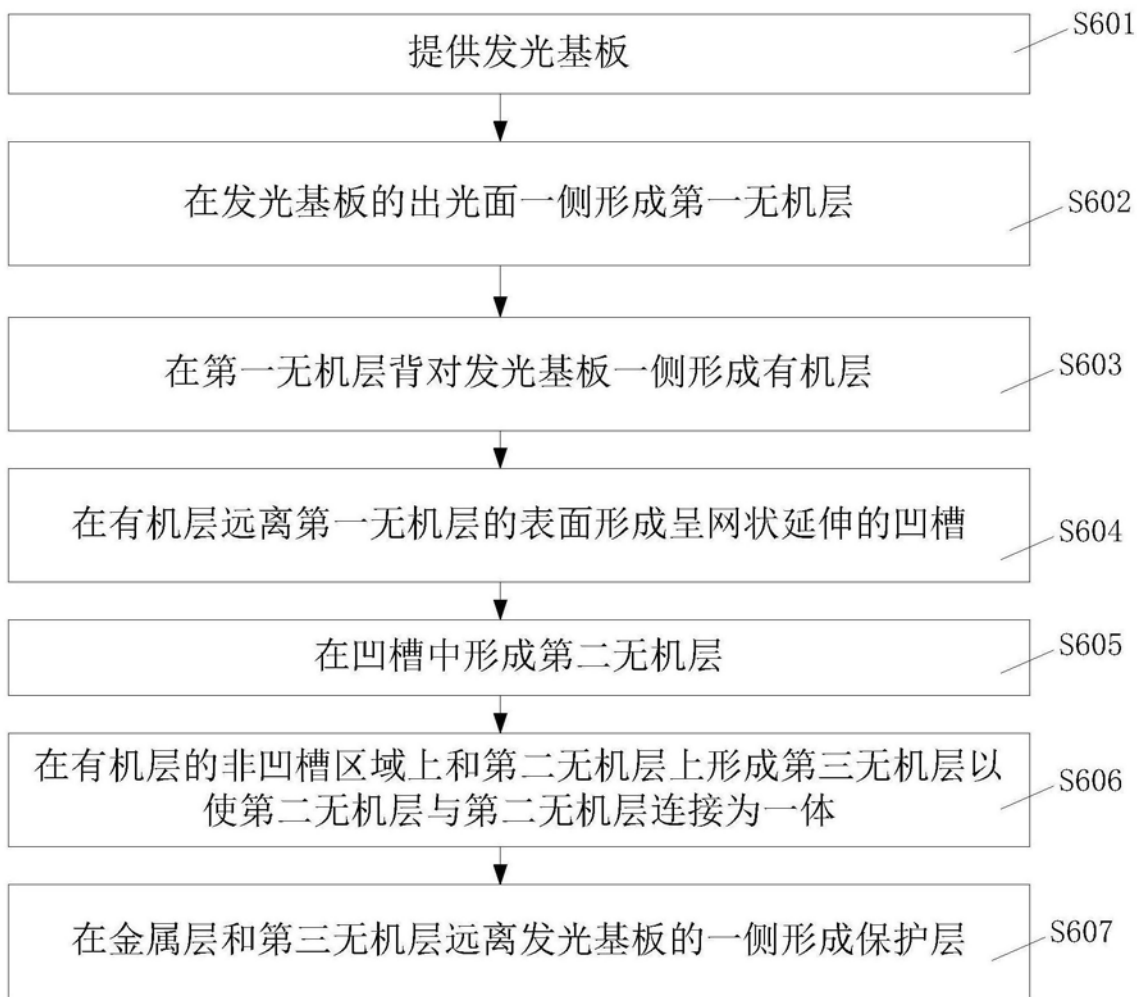 提供发光基板
S601
在发光基板的出光面一侧形成第一无机层
S602
在第一无机层背对发光基板一侧形成有机层
S603
在有机层远离第一无机层的表面形成呈网状延伸的凹槽
S604
在凹槽中形成第二无机层
S605
在有机层的非凹槽区域上和第二无机层上形成第三无机层以
使第二无机层与第二无机层连接为一体
S606
在金属层和第三无机层远离发光基板的一侧形成保护层
S607